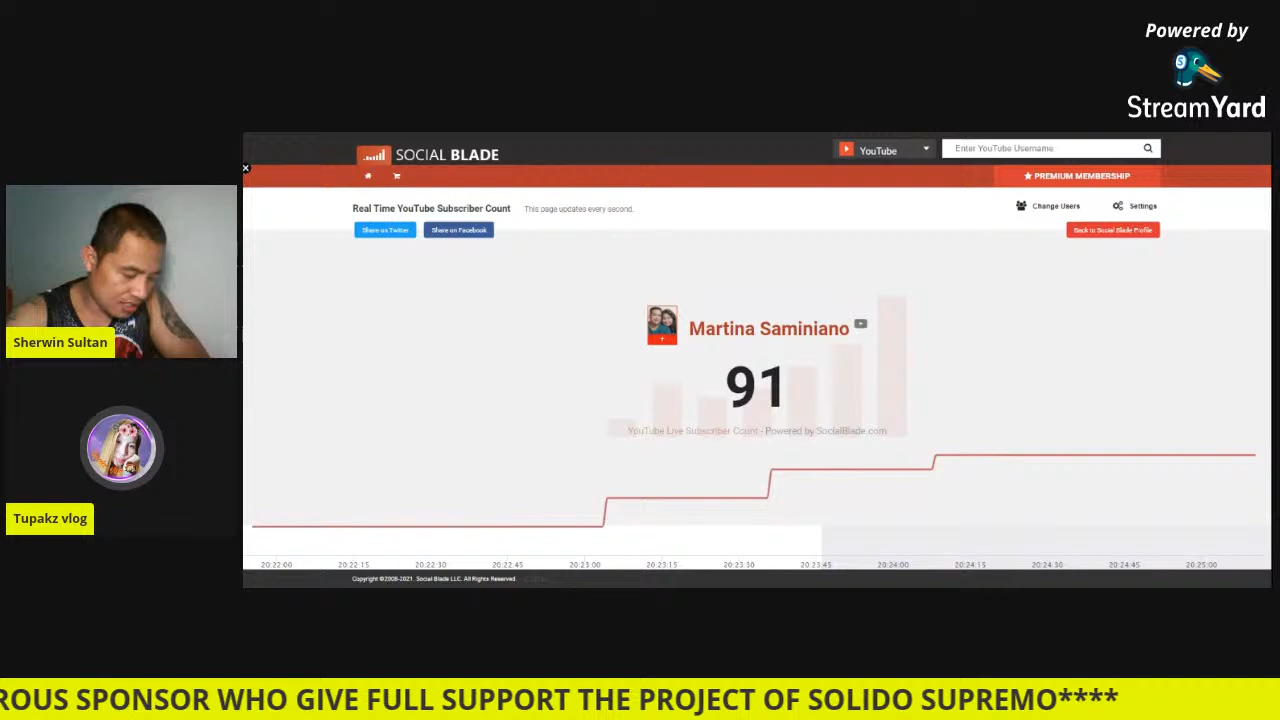 Powered by
StreamYard
SOCIAL BLADE
YouTube
Enter YouTube Username
PREMIUM MEMBERSHIP
Real Time YouTube Subscriber Count
This page updates every second.
Change Users
Settings
Share on Twitter
Share on Facebook
Back to Social Blade Profile
Martina Saminiano
91
YouTube Live Subscriber Count - Powered by SocialBlade.com
Sherwin Sultan
Tupakz vlog
20:22:00 20:22:15 20:22:30 20:22:45 20:23:00 20:23:15 20:23:30 20:23:45 20:24:00 20:24:15 20:24:30 20:24:45 20:25:00
Copyright ©2008-2021. Social Blade LLC. All Rights Reserved.
ROUS SPONSOR WHO GIVE FULL SUPPORT THE PROJECT OF SOLIDO SUPREMO****